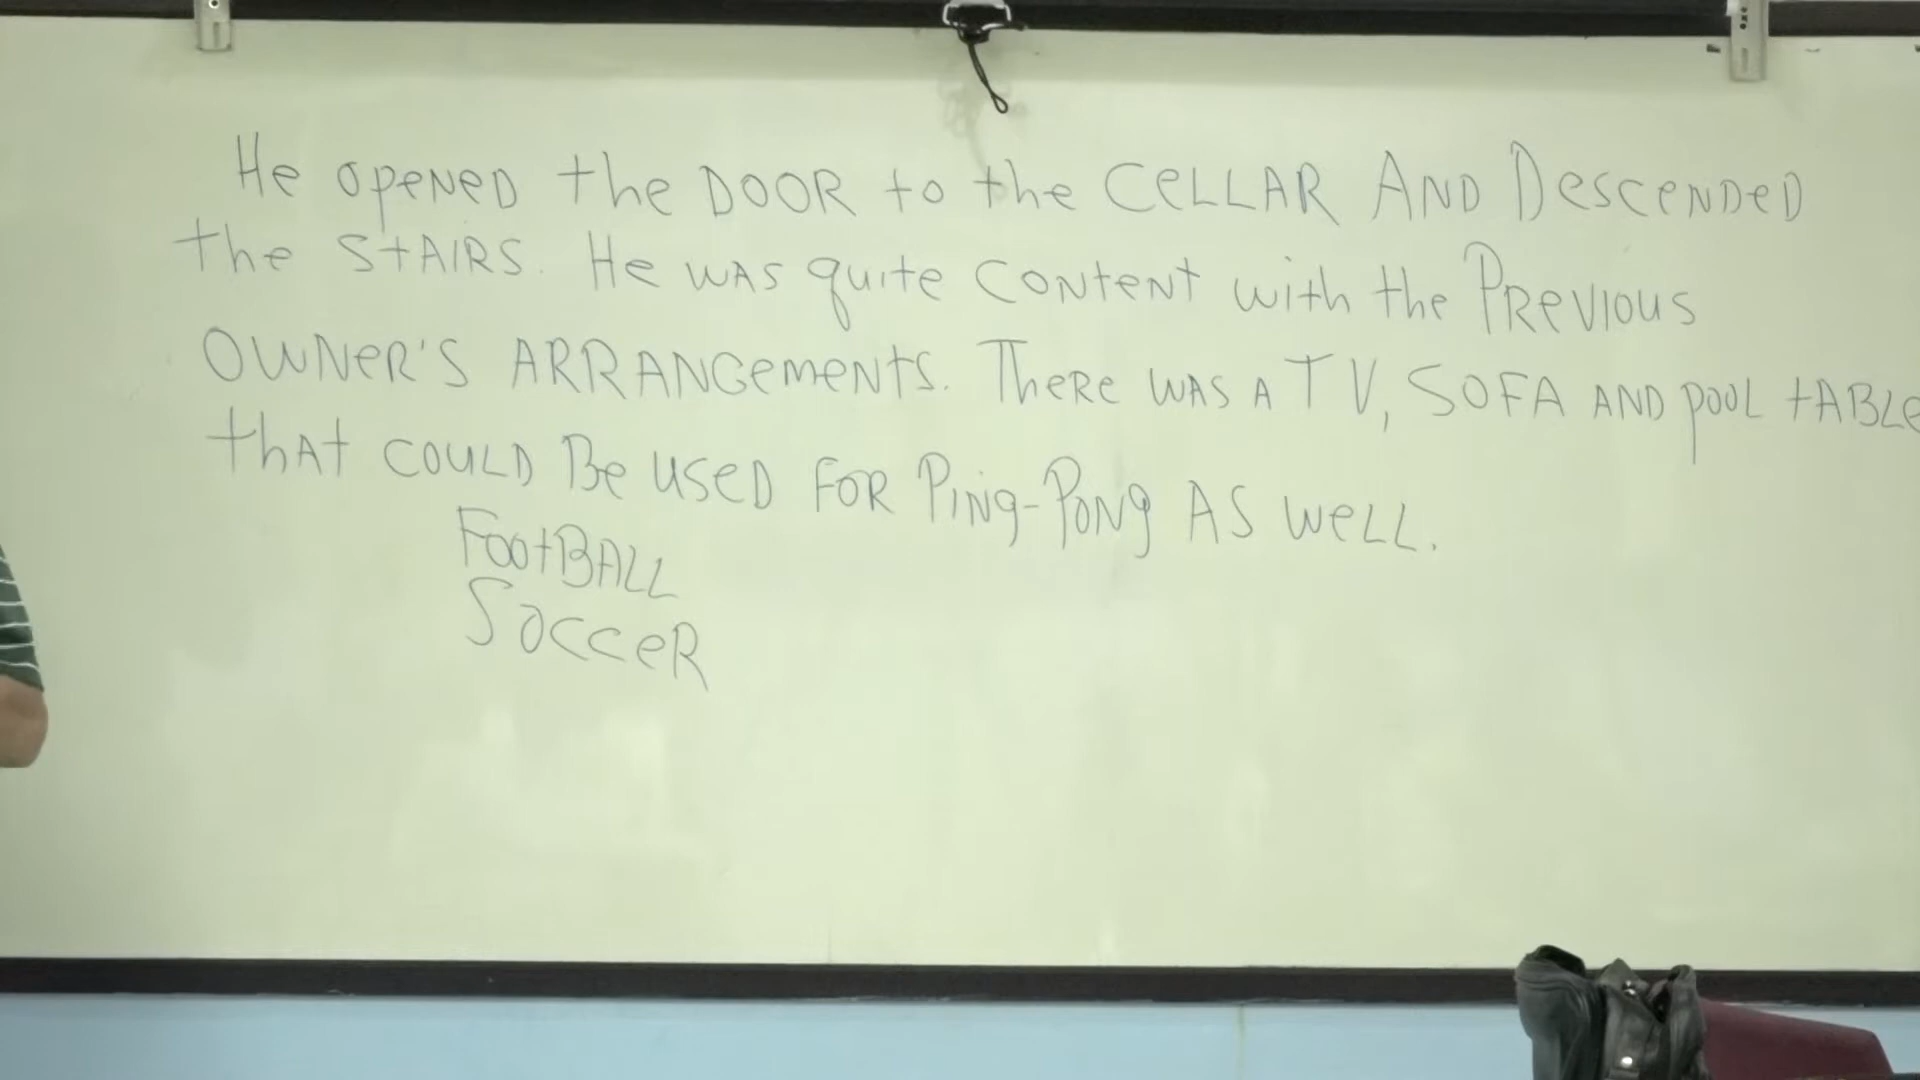 He opened the DOOR to the CELLAR AND Descended
the STAIRS. He WAS quite Content with the Previous
OWNER'S ARRANGEMENTS. There WAS A TV, SOFA AND POOL tABLe
thAt COULD Be used FOR Ping-Pong AS well.
FootBALL
SOCCER